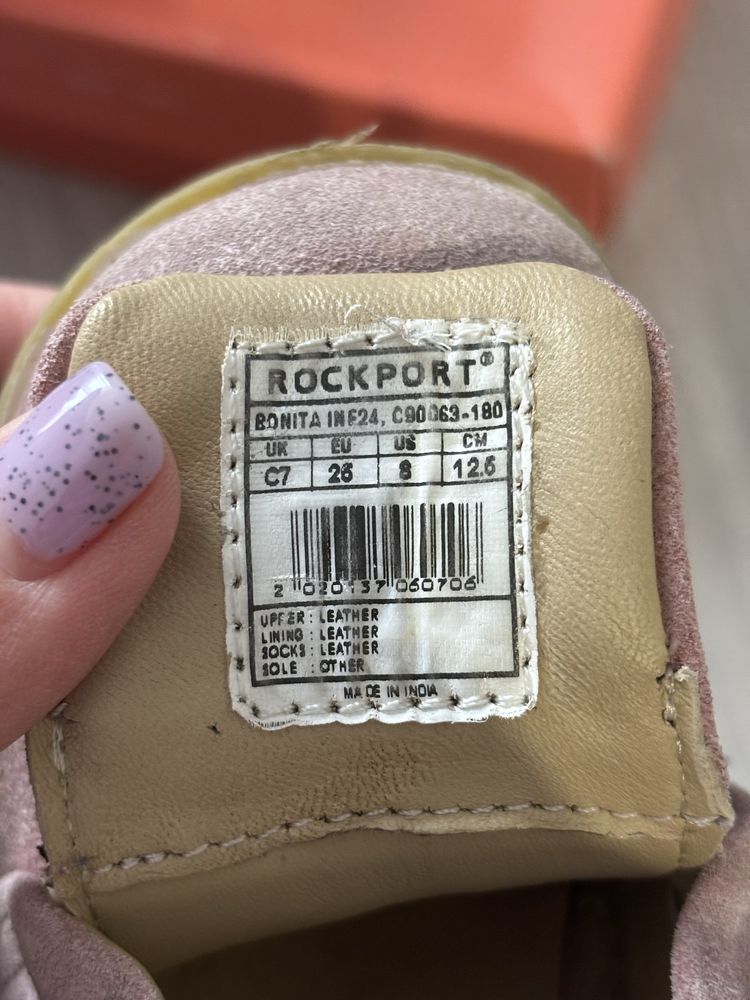 ROCKPORT®
BONITA INF24, C90063-180
UK EU US CM
C7 25 8 12.5
2 020137 060706
UPPER : LEATHER
LINING : LEATHER
SOCKS : LEATHER
SOLE : OTHER
MADE IN INDIA